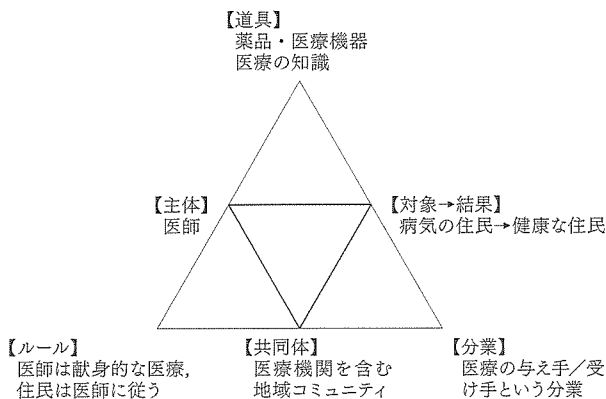 【道具】
薬品・医療機器
医療の知識
【主体】
医師
【対象→結果】
病気の住民→健康な住民
【ルール】
医師は献身的な医療,
住民は医師に従う
【共同体】
医療機関を含む
地域コミュニティ
【分業】
医療の与え手／受
け手という分業